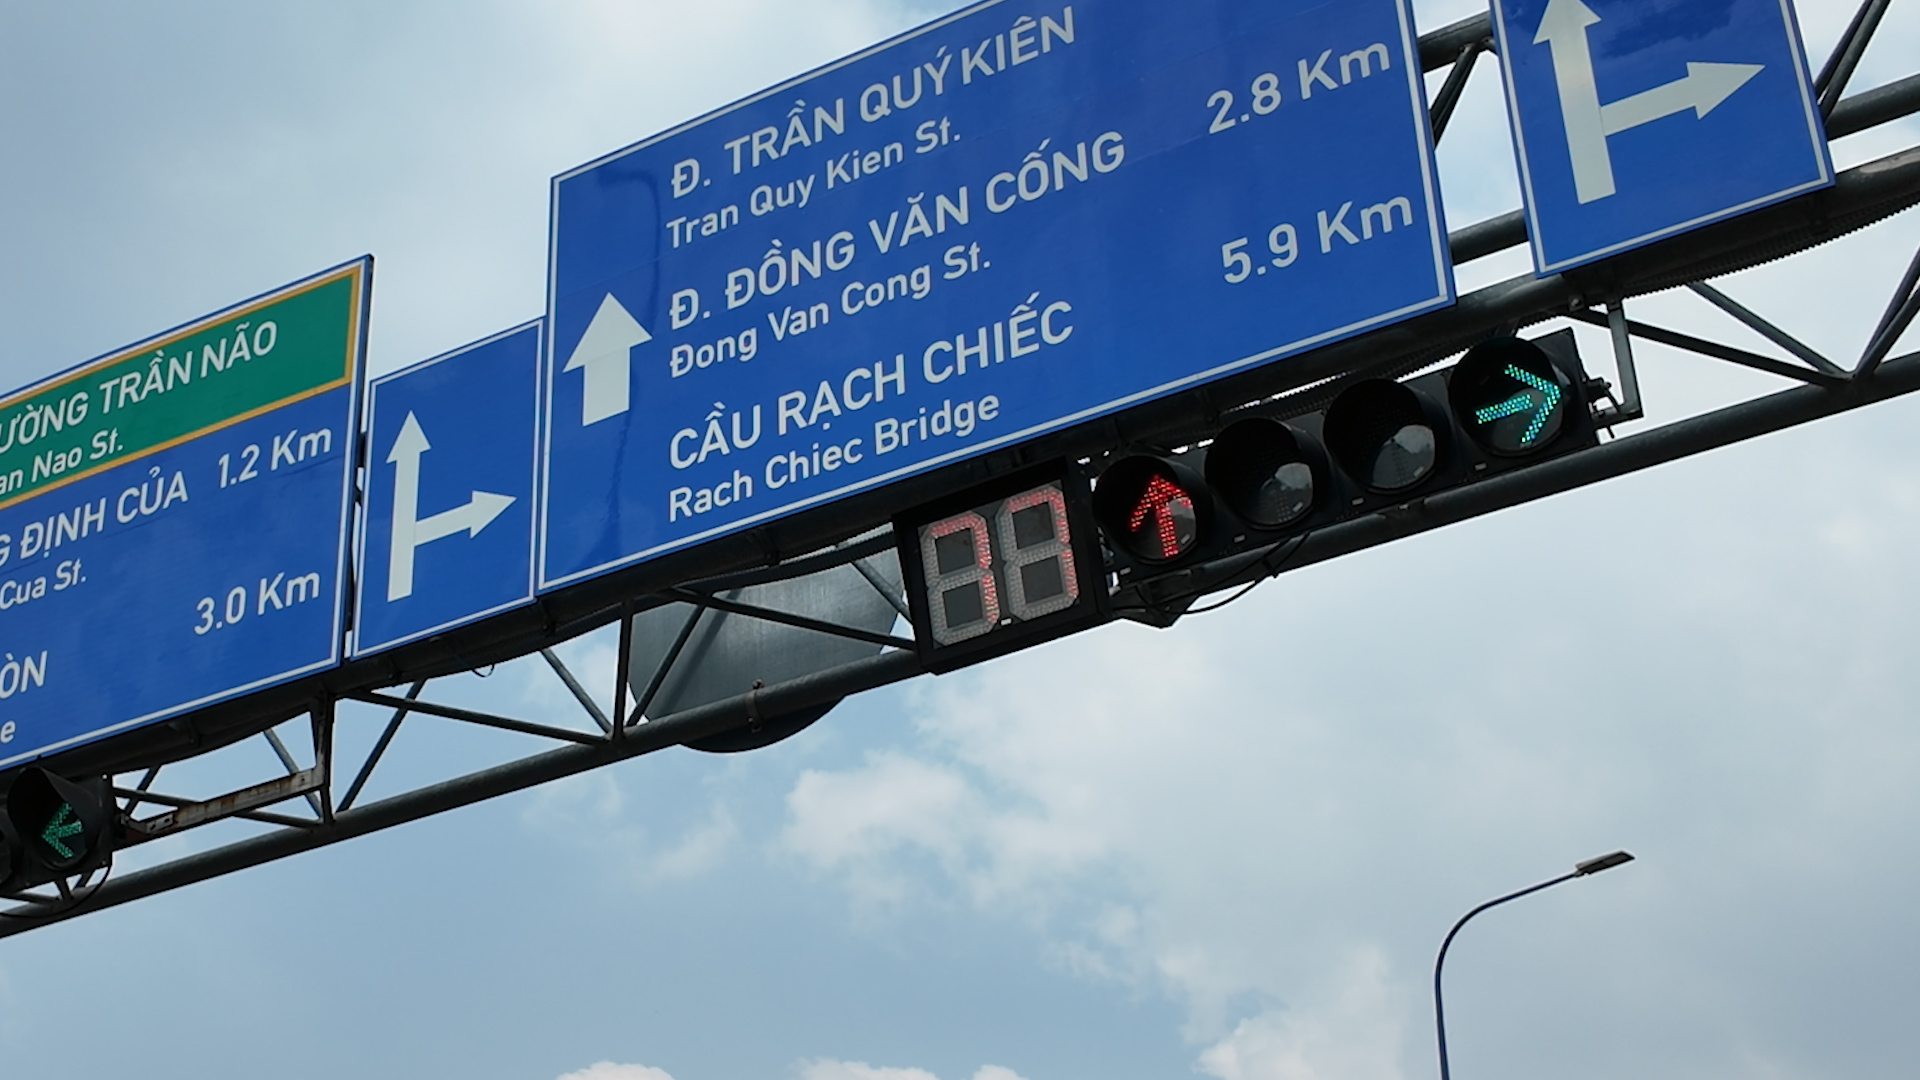 ƯỜNG TRẦN NÃO
an Nao St.
G ĐỊNH CỦA 1.2 Km
Cua St.
3.0 Km
ÒN
e
Đ. TRẦN QUÝ KIÊN
Tran Quy Kien St.
2.8 Km
Đ. ĐỒNG VĂN CỐNG
Đong Van Cong St.
5.9 Km
CẦU RẠCH CHIẾC
Rach Chiec Bridge
77